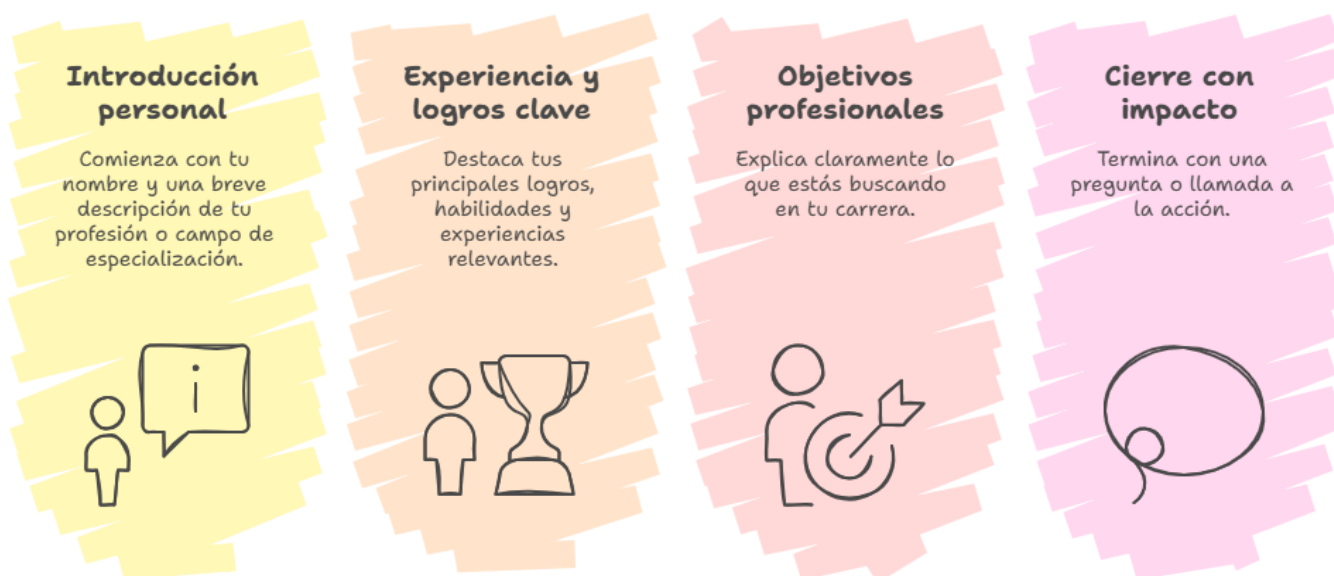 Introducción
personal
Comienza con tu
nombre y una breve
descripción de tu
profesión o campo de
especialización.
i
Experiencia y
logros clave
Destaca tus
principales logros,
habilidades y
experiencias
relevantes.
Objetivos
profesionales
Explica claramente lo
que estás buscando
en tu carrera.
Cierre con
impacto
Termina con una
pregunta o llamada a
la acción.